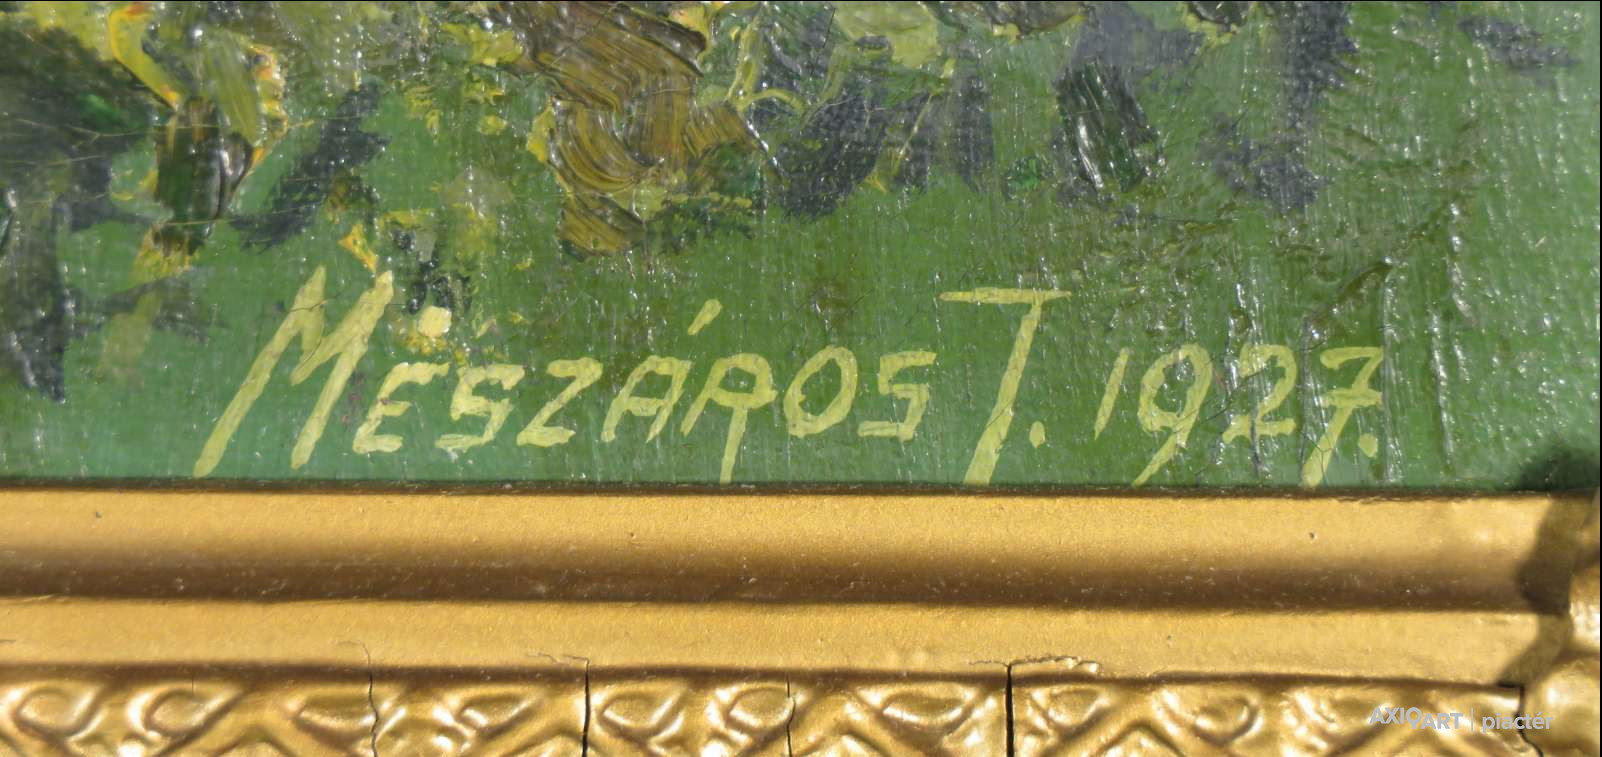 MÉSZÁROS T. 1927.
AXIOART | piactér